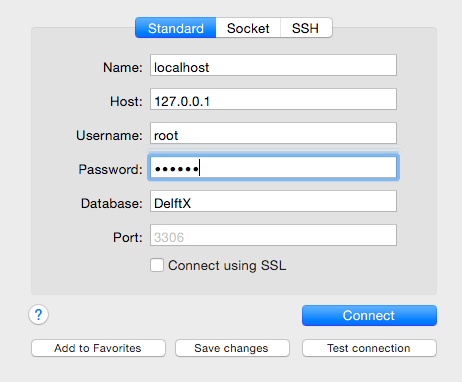 Standard Socket SSH
Name: localhost
Host: 127.0.0.1
Username: root
Password: ••••••
Database: DelftX
Port: 3306
Connect using SSL
? Connect
Add to Favorites Save changes Test connection